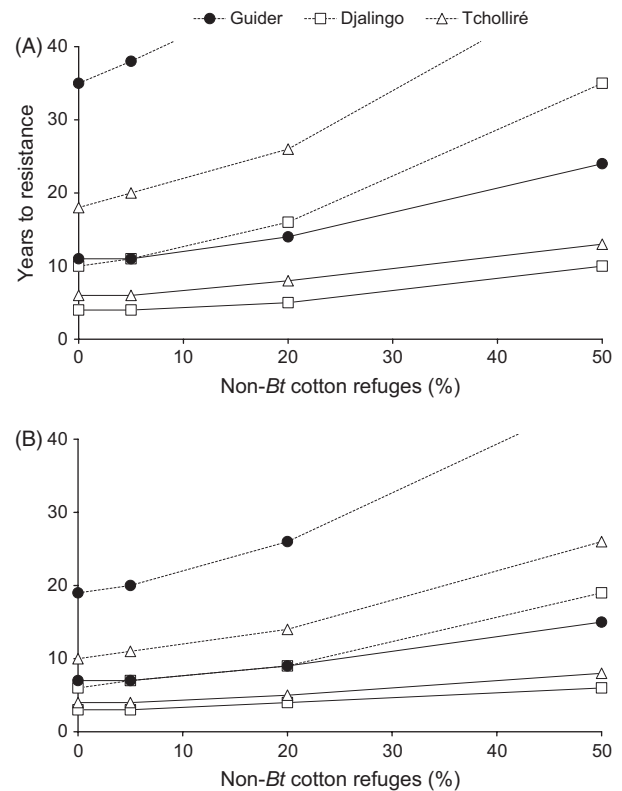 Guider Djalingo Tcholliré
(A)
40
30
20
10
0
Years to resistance
0 10 20 30 40 50
Non-Bt cotton refuges (%)
(B)
40
30
20
10
0
0 10 20 30 40 50
Non-Bt cotton refuges (%)